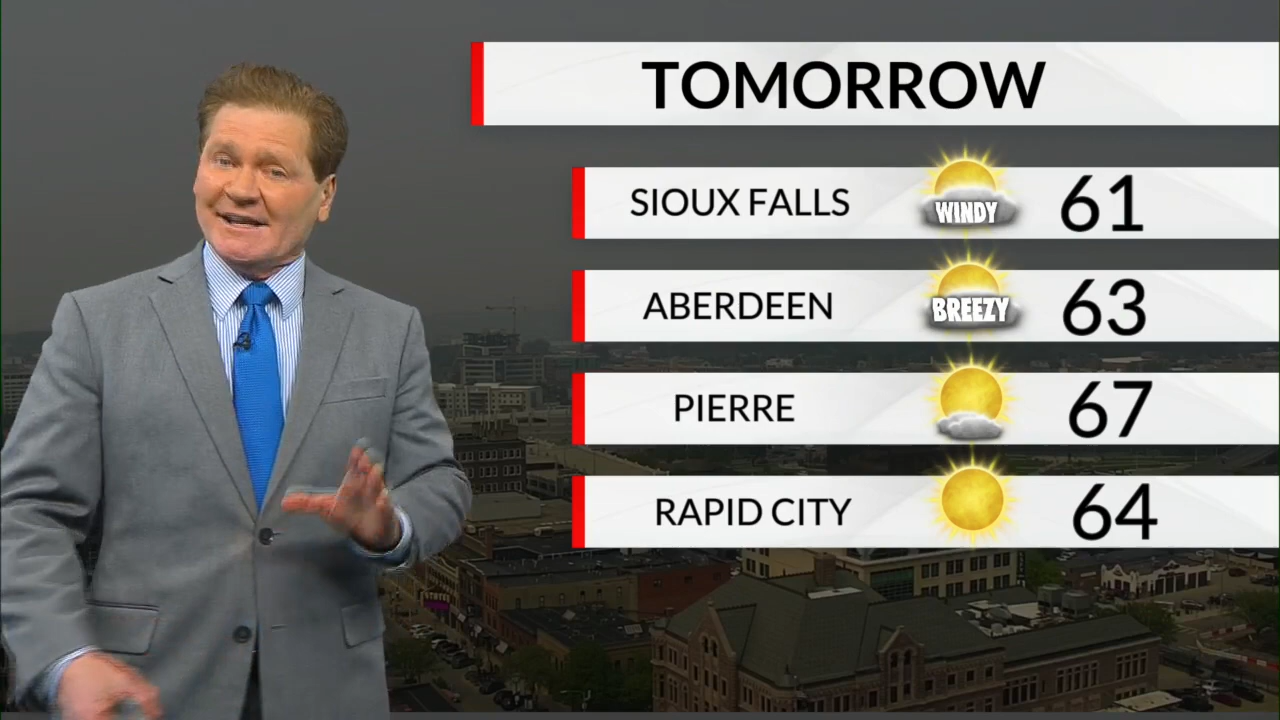 TOMORROW
SIOUX FALLS WINDY 61
ABERDEEN BREEZY 63
PIERRE 67
RAPID CITY 64